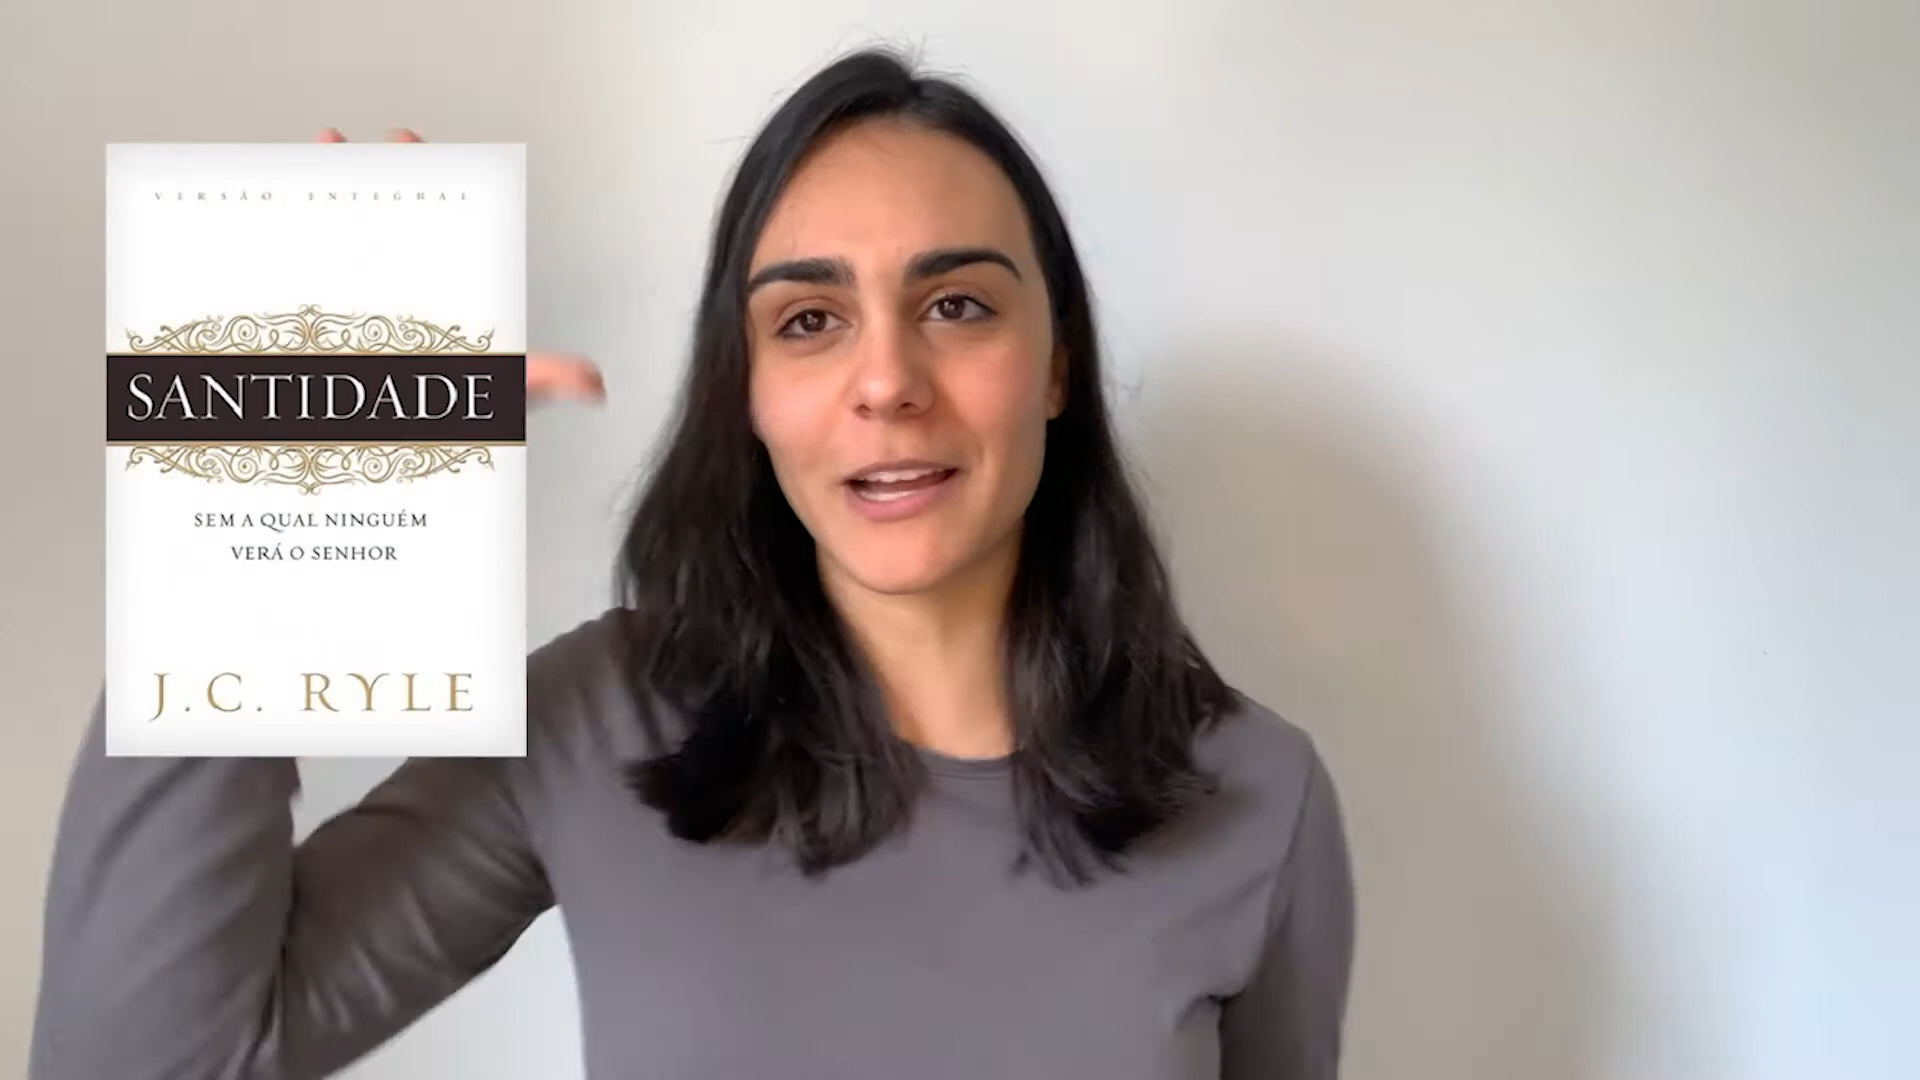 VERSÃO INTEGRAL
SANTIDADE
SEM A QUAL NINGUÉM
VERÁ O SENHOR
J.C. RYLE